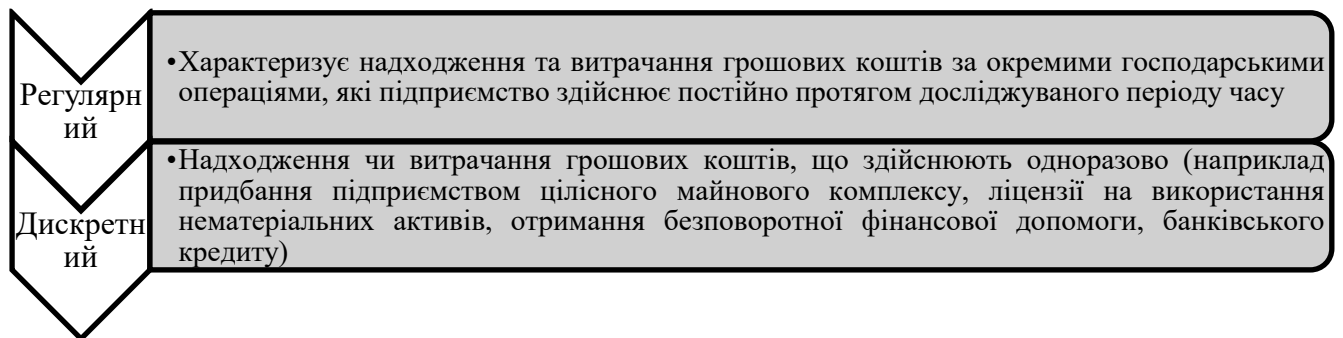 Регулярн
ий
•Характеризує надходження та витрачання грошових коштів за окремими господарськими
операціями, які підприємство здійснює постійно протягом досліджуваного періоду часу
Дискретн
ий
•Надходження чи витрачання грошових коштів, що здійснюють одноразово (наприклад
придбання підприємством цілісного майнового комплексу, ліцензії на використання
нематеріальних активів, отримання безповоротної фінансової допомоги, банківського
кредиту)